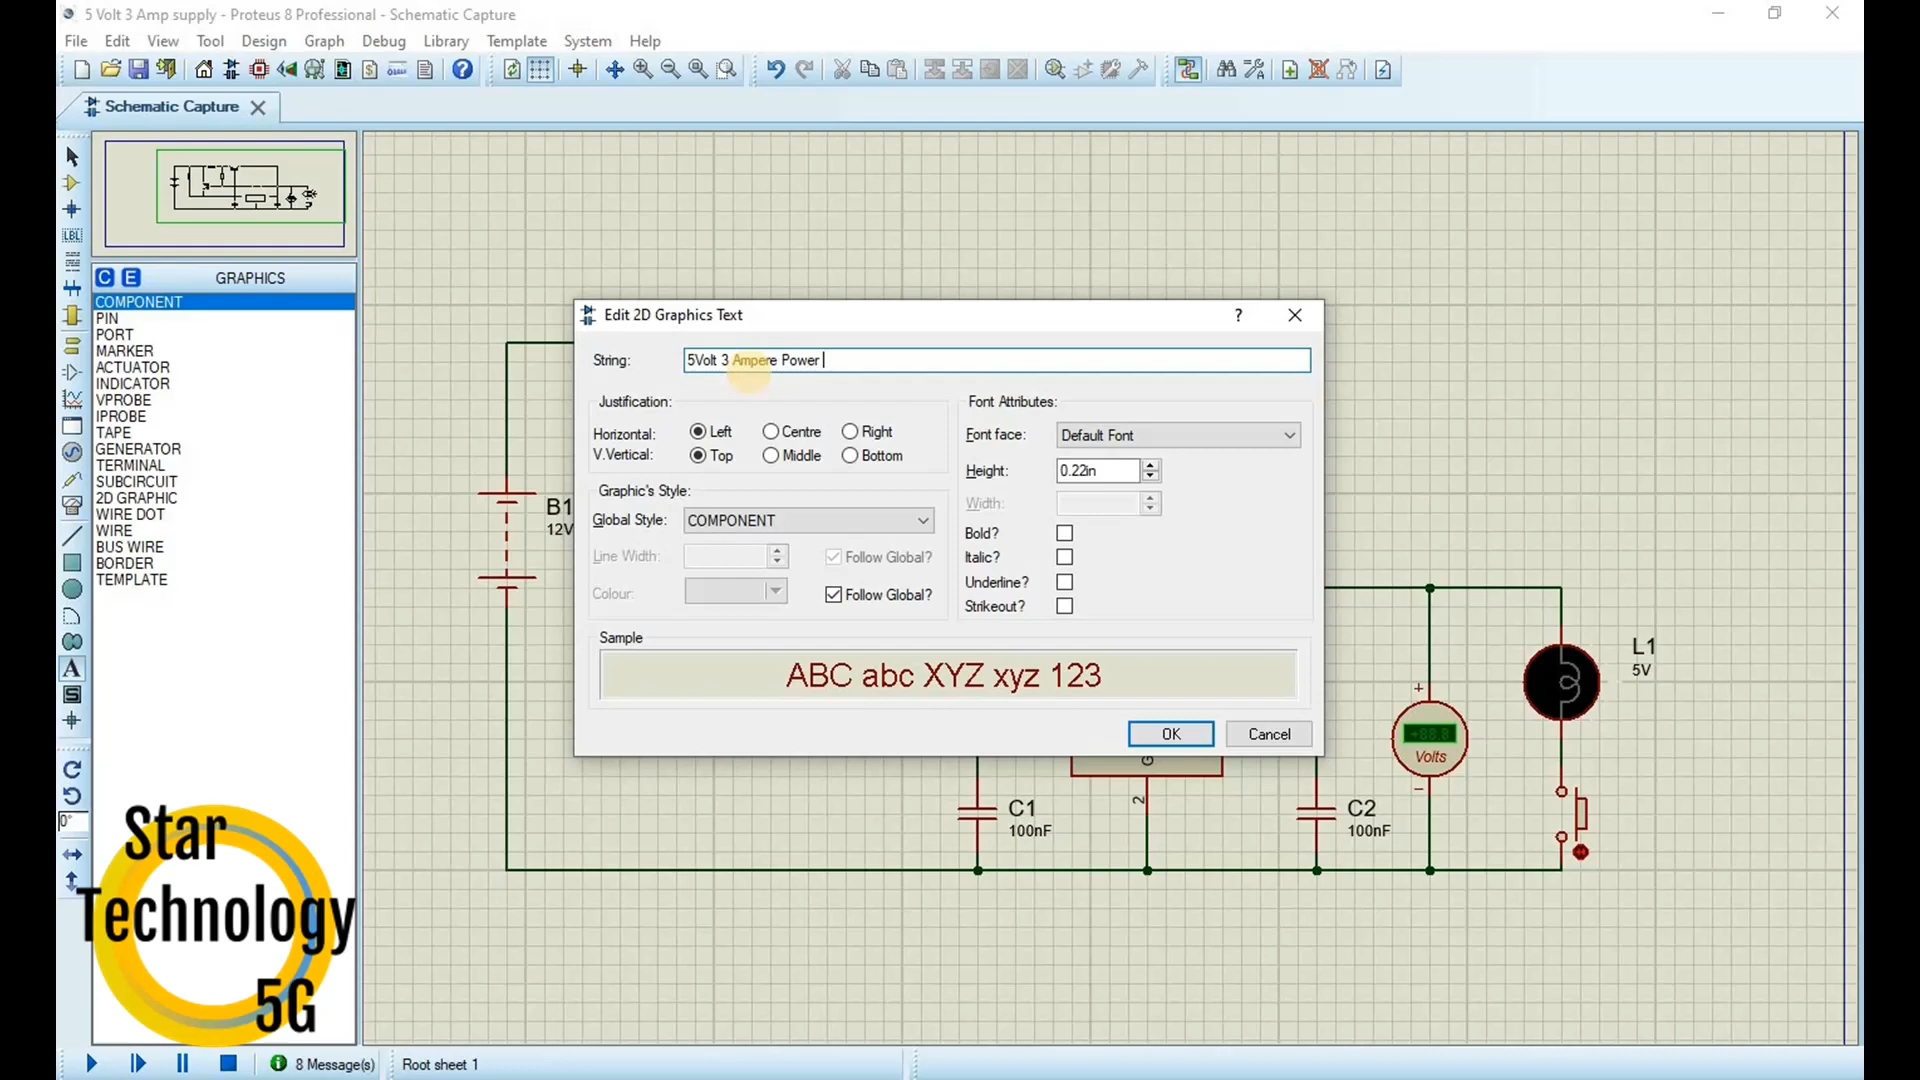 5 Volt 3 Amp supply - Proteus 8 Professional - Schematic Capture
File Edit View Tool Design Graph Debug Library Template System Help
Schematic Capture
GRAPHICS
COMPONENT
PIN
PORT
MARKER
ACTUATOR
INDICATOR
VPROBE
IPROBE
TAPE
GENERATOR
TERMINAL
SUBCIRCUIT
2D GRAPHIC
WIRE DOT
WIRE
BUS WIRE
BORDER
TEMPLATE
LBL
A
S
0°
C E
Edit 2D Graphics Text
?
String: 5Volt 3 Ampere Power
Justification:
Horizontal: Left Centre Right
V.Vertical: Top Middle Bottom
Graphic's Style:
Global Style: COMPONENT
Line Width: Follow Global?
Colour: Follow Global?
Font Attributes:
Font face: Default Font
Height: 0.22in
Width:
Bold?
Italic?
Underline?
Strikeout?
Sample
ABC abc XYZ xyz 123
OK Cancel
B1
12V
G
2
C1
100nF
C2
100nF
+
+88.8
Volts
L1
5V
Star
Technology
5G
8 Message(s) Root sheet 1